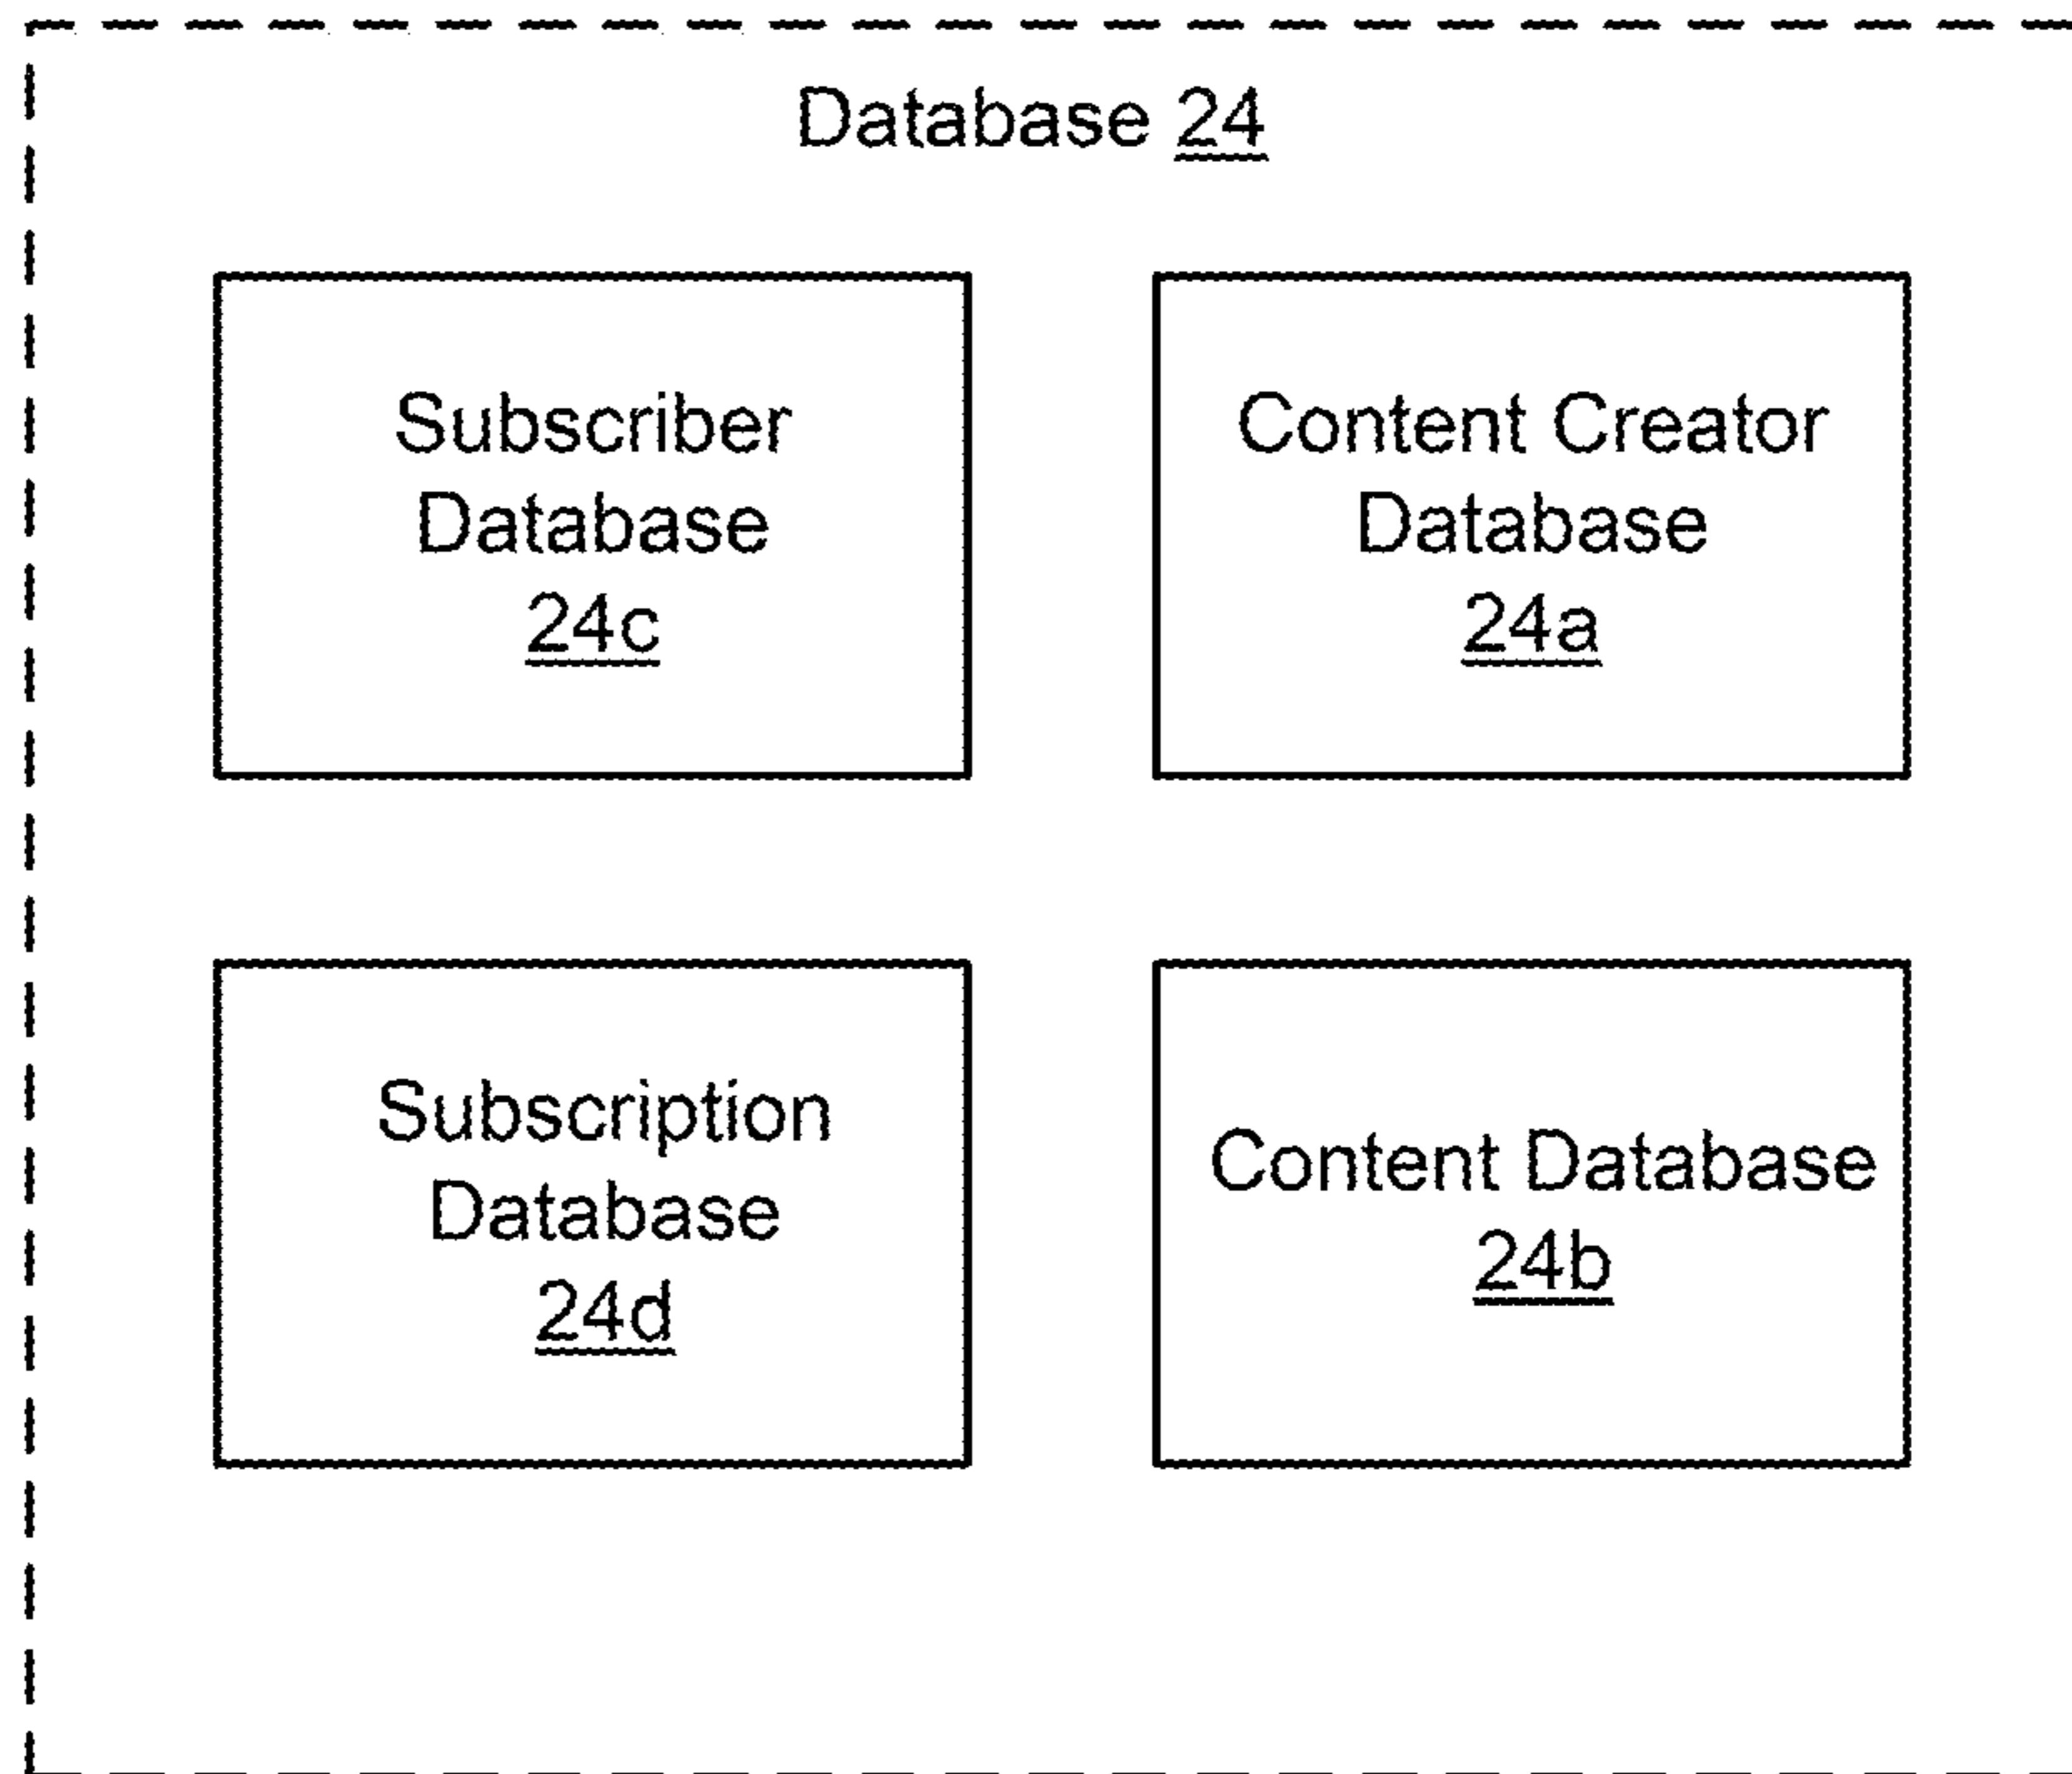 Database 24
Subscriber
Database
24c
Content Creator
Database
24a
Subscription
Database
24d
Content Database
24b